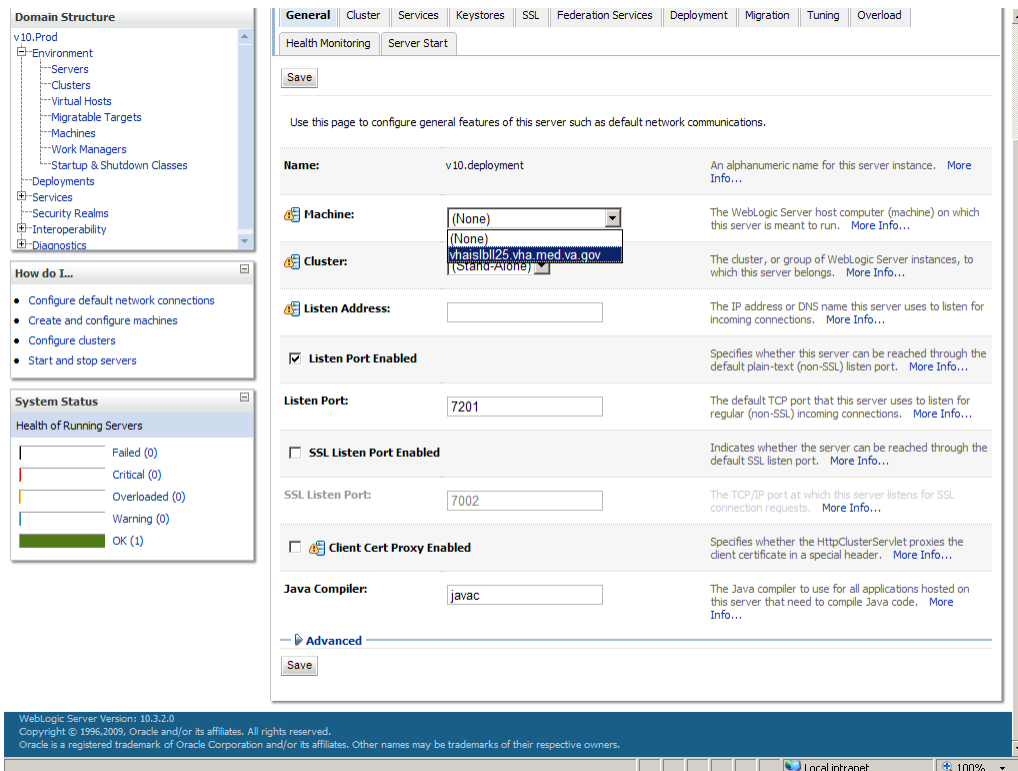 Domain Structure
v10.Prod
Environment
Servers
Clusters
Virtual Hosts
Migratable Targets
Machines
Work Managers
Startup & Shutdown Classes
Deployments
Services
Security Realms
Interoperability
Diagnostics
How do I...
Configure default network connections
Create and configure machines
Configure clusters
Start and stop servers
System Status
Health of Running Servers
Failed (0)
Critical (0)
Overloaded (0)
Warning (0)
OK (1)
General Cluster Services Keystores SSL Federation Services Deployment Migration Tuning Overload
Health Monitoring Server Start
Save
Use this page to configure general features of this server such as default network communications.
Name: v10.deployment An alphanumeric name for this server instance. More
Info...
Machine: (None) The WebLogic Server host computer (machine) on which
this server is meant to run. More Info...
(None)
vhaislbll25.vha.med.va.gov
Cluster: (Stand-Alone) The cluster, or group of WebLogic Server instances, to
which this server belongs. More Info...
Listen Address: The IP address or DNS name this server uses to listen for
incoming connections. More Info...
Listen Port Enabled Specifies whether this server can be reached through the
default plain-text (non-SSL) listen port. More Info...
Listen Port: 7201 The default TCP port that this server uses to listen for
regular (non-SSL) incoming connections. More Info...
SSL Listen Port Enabled Indicates whether the server can be reached through the
default SSL listen port. More Info...
SSL Listen Port: 7002 The TCP/IP port at which this server listens for SSL
connection requests. More Info...
Client Cert Proxy Enabled Specifies whether the HttpClusterServlet proxies the
client certificate in a special header. More Info...
Java Compiler: javac The Java compiler to use for all applications hosted on
this server that need to compile Java code. More
Info...
Advanced
Save
WebLogic Server Version: 10.3.2.0
Copyright © 1996,2009, Oracle and/or its affiliates. All rights reserved.
Oracle is a registered trademark of Oracle Corporation and/or its affiliates. Other names may be trademarks of their respective owners.
Local intranet 100%